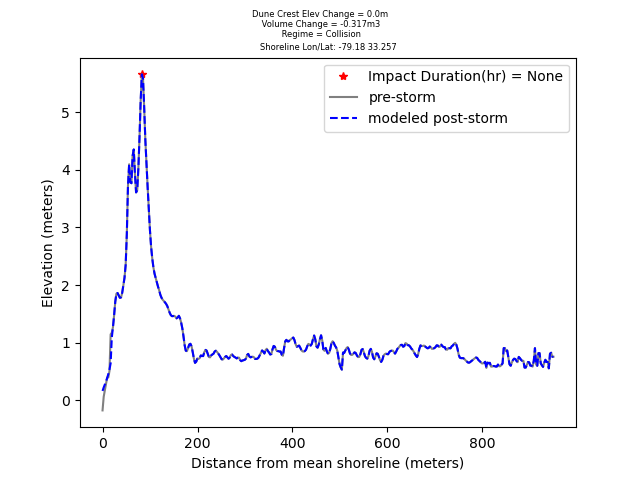 Dune Crest Elev Change = 0.0m
Volume Change = -0.317m3
Regime = Collision
Shoreline Lon/Lat: -79.18 33.257
Impact Duration(hr) = None
pre-storm
modeled post-storm
Elevation (meters)
5
4
3
2
1
0
0 200 400 600 800
Distance from mean shoreline (meters)